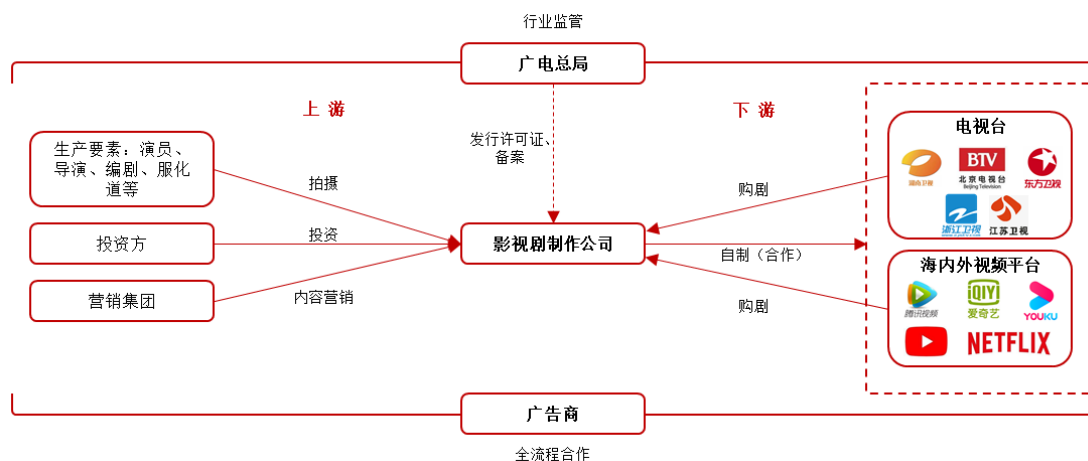 行业监管
广电总局
上 游
下 游
生产要素：演员、
导演、编剧、服化
道等
投资方
营销集团
拍摄
投资
内容营销
发行许可证、
备案
影视剧制作公司
购剧
自制（合作）
购剧
电视台
湖南卫视
BTV
北京电视台
Beijing Television
东方卫视
浙江卫视
江苏卫视
海内外视频平台
腾讯视频
iQIYI
爱奇艺
YOUKU
NETFLIX
广告商
全流程合作